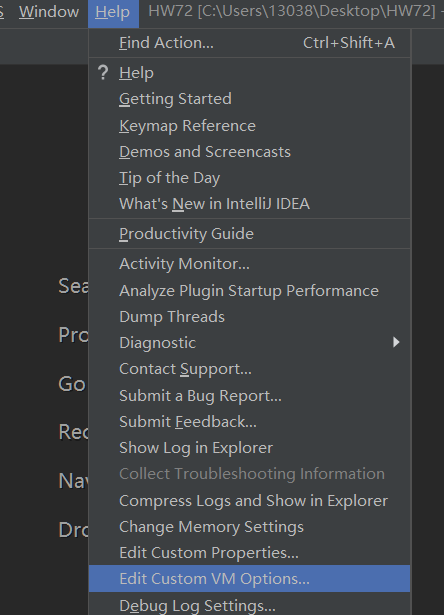 Window Help HW72 [C:\Users\13038\Desktop\HW72] -
Find Action... Ctrl+Shift+A
? Help
Getting Started
Keymap Reference
Demos and Screencasts
Tip of the Day
What's New in IntelliJ IDEA
Productivity Guide
Activity Monitor...
Sea
Analyze Plugin Startup Performance
Dump Threads
Pro
Diagnostic
Contact Support...
Go
Submit a Bug Report...
Submit Feedback...
Rec
Show Log in Explorer
Collect Troubleshooting Information
Nav
Compress Logs and Show in Explorer
Change Memory Settings
Dro
Edit Custom Properties...
Edit Custom VM Options...
Debug Log Settings...